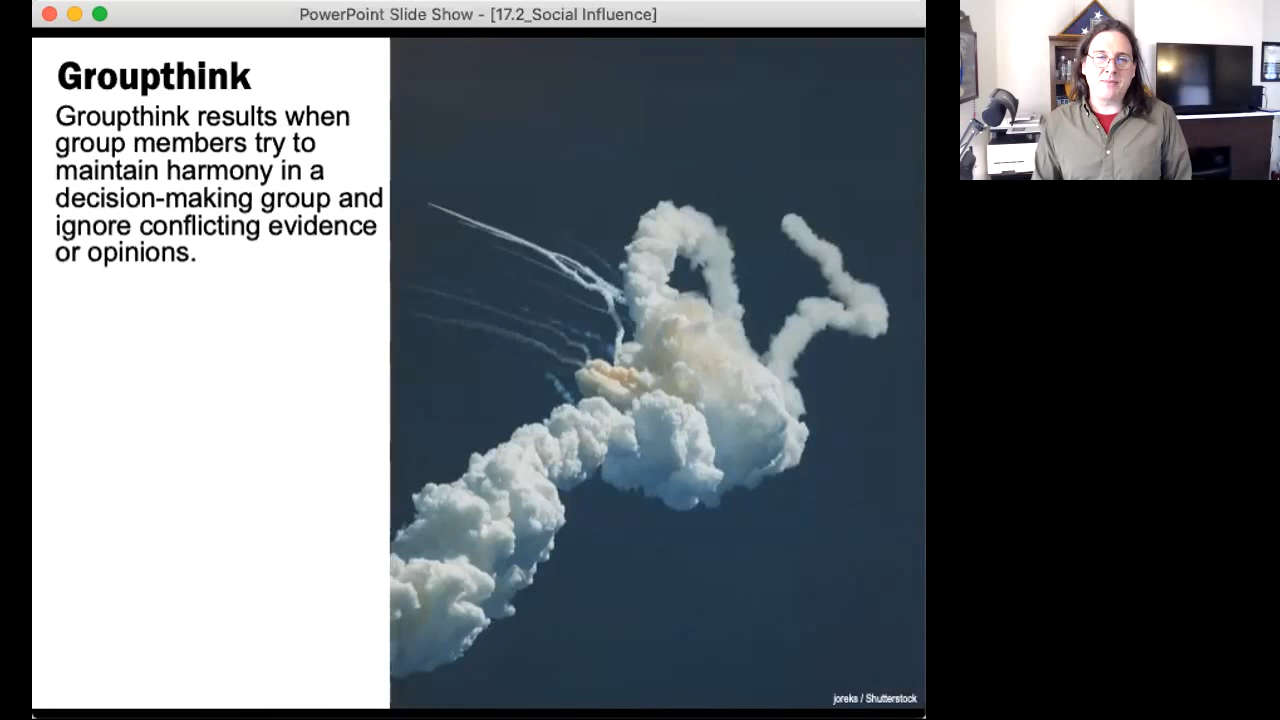 PowerPoint Slide Show - [17.2_Social Influence]
Groupthink
Groupthink results when
group members try to
maintain harmony in a
decision-making group and
ignore conflicting evidence
or opinions.
joreks / Shutterstock